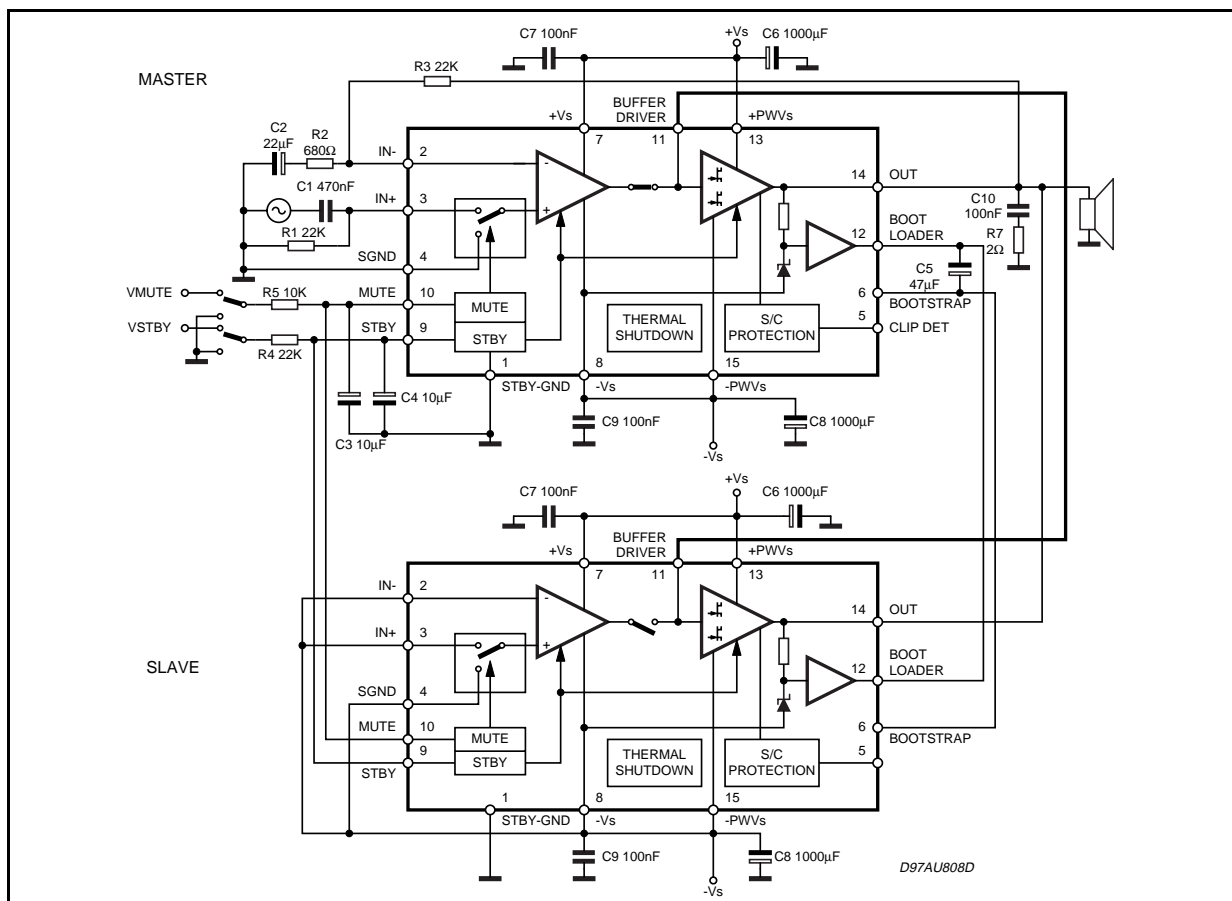 C7 100nF
+Vs
C6 1000µF
MASTER
R3 22K
BUFFER
DRIVER
+Vs
7
11
+PWVs
13
C2
22µF
R2
680Ω
IN-
2
-
14
OUT
C1 470nF
IN+
3
+
C10
100nF
R1 22K
SGND
4
12
BOOT
LOADER
R7
2Ω
C5
47µF
VMUTE
R5 10K
MUTE
10
MUTE
6
BOOTSTRAP
VSTBY
STBY
9
STBY
THERMAL
SHUTDOWN
S/C
PROTECTION
5
CLIP DET
R4 22K
1
STBY-GND
8
-Vs
15
-PWVs
C4 10µF
C3 10µF
C9 100nF
C8 1000µF
-Vs
C7 100nF
+Vs
C6 1000µF
BUFFER
DRIVER
+Vs
7
11
+PWVs
13
IN-
2
-
14
OUT
IN+
3
+
SLAVE
SGND
4
12
BOOT
LOADER
MUTE
10
MUTE
6
BOOTSTRAP
9
STBY
STBY
THERMAL
SHUTDOWN
S/C
PROTECTION
5
1
STBY-GND
8
-Vs
15
-PWVs
C9 100nF
C8 1000µF
-Vs
D97AU808D